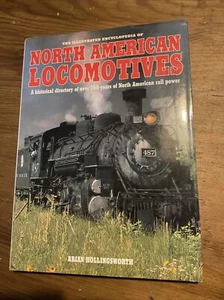 THE ILLUSTRATED ENCYCLOPEDIA OF
NORTH AMERICAN
LOCOMOTIVES
A historical directory of over 150 years of North American rail power
487
BRIAN HOLLINGSWORTH